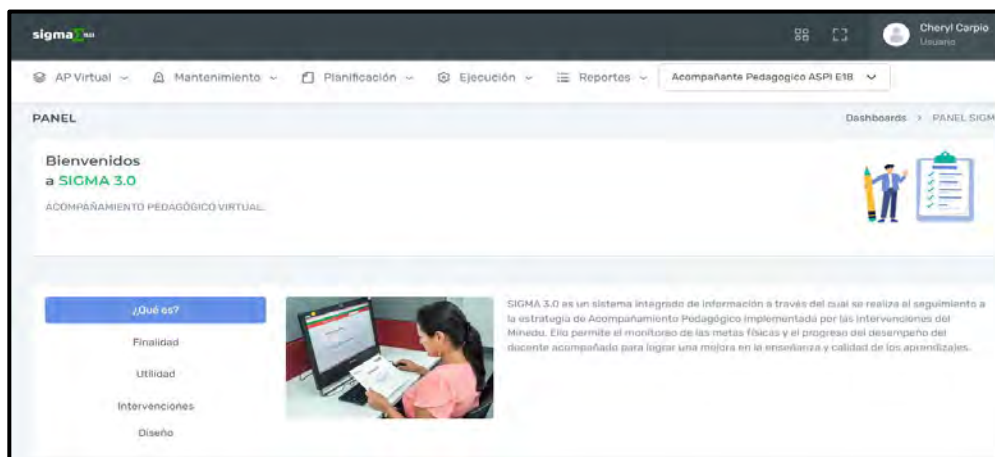 sigma Σ 3.0
Cheryl Carpio
Usuario
AP Virtual
Mantenimiento
Planificación
Ejecución
Reportes
Acompañante Pedagogico ASPI E18
PANEL
Dashboards > PANEL SIGM
Bienvenidos
a SIGMA 3.0
ACOMPAÑAMIENTO PEDAGÓGICO VIRTUAL.
¿Qué es?
Finalidad
Utilidad
Intervenciones
Diseño
SIGMA 3.0 es un sistema integrado de información a través del cual se realiza el seguimiento a
la estrategia de Acompañamiento Pedagógico implementada por las intervenciones del
Minedu. Ello permite el monitoreo de las metas físicas y el progreso del desempeño del
docente acompañado para lograr una mejora en la enseñanza y calidad de los aprendizajes.